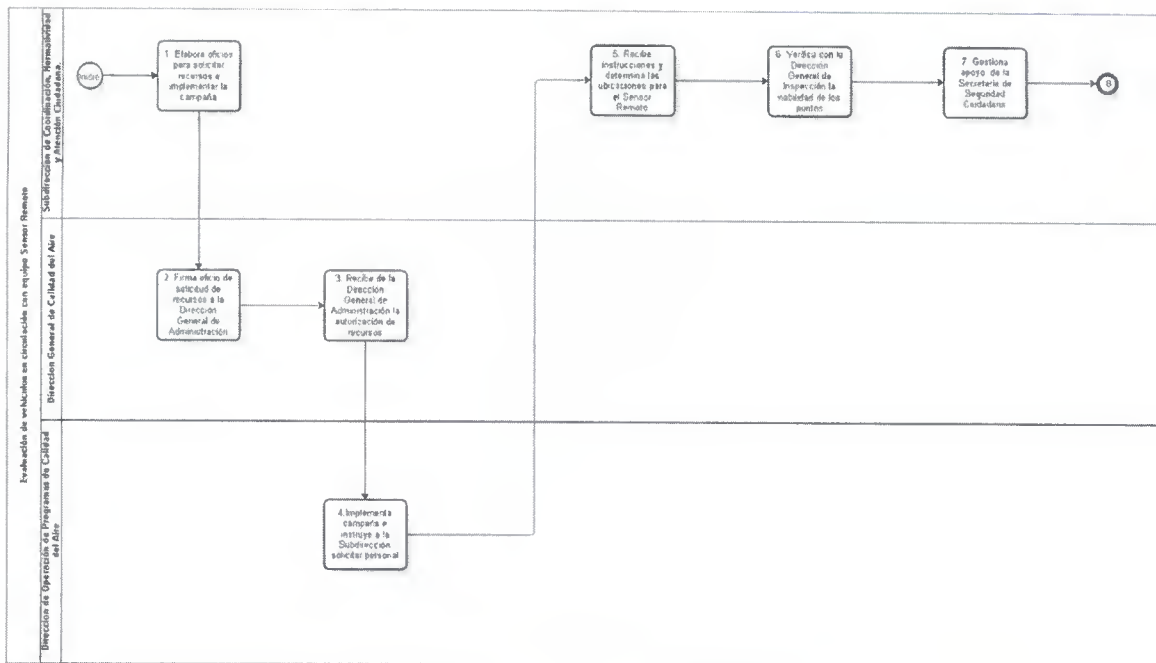 Evaluación de vehículos en circulación con equipo Sensor Remoto
Subdirección de Coordinación, Normatividad
y Atención Ciudadana.
Inicio
1. Elabora oficios
para solicitar
recursos e
implementar la
campaña
5. Recibe
instrucciones y
determina las
ubicaciones para
el Sensor
Remoto
6. Verifica con la
Dirección
General de
Inspección la
viabilidad de los
puntos
7. Gestiona
apoyo de la
Secretaría de
Seguridad
Ciudadana
Dirección General de Calidad del Aire
2. Firma oficio de
solicitud de
recursos a la
Dirección
General de
Administración
3. Recibe de la
Dirección
General de
Administración la
autorización de
recursos
Dirección de Operación de Programas de Calidad
del Aire
4.Implementa
campaña e
instruye a la
Subdirección
solicitar personal